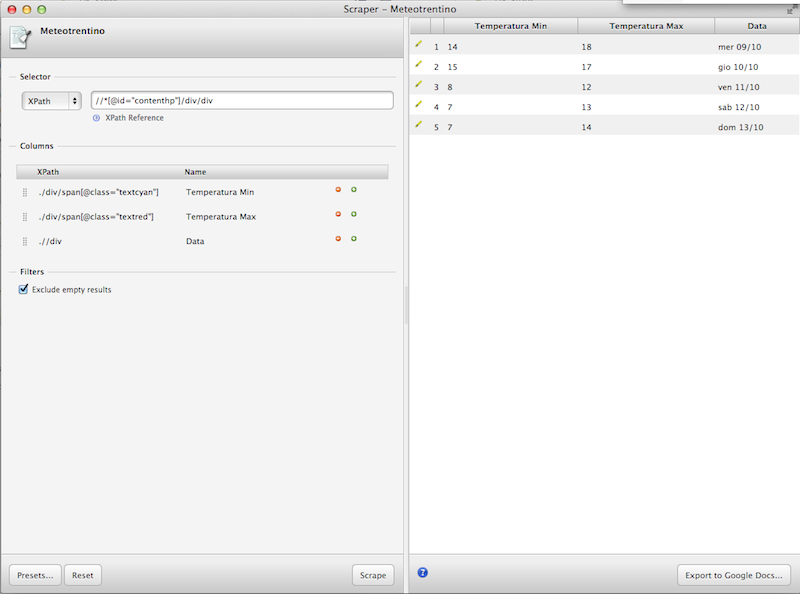 Scraper – Meteotrentino
Meteotrentino
Selector
XPath
//*[@id="contenthp"]/div/div
XPath Reference
Columns
XPath Name
./div/span[@class="textcyan"] Temperatura Min
./div/span[@class="textred"] Temperatura Max
.//div Data
Filters
Exclude empty results
Presets... Reset Scrape
Temperatura Min Temperatura Max Data
1 14 18 mer 09/10
2 15 17 gio 10/10
3 8 12 ven 11/10
4 7 13 sab 12/10
5 7 14 dom 13/10
? Export to Google Docs...